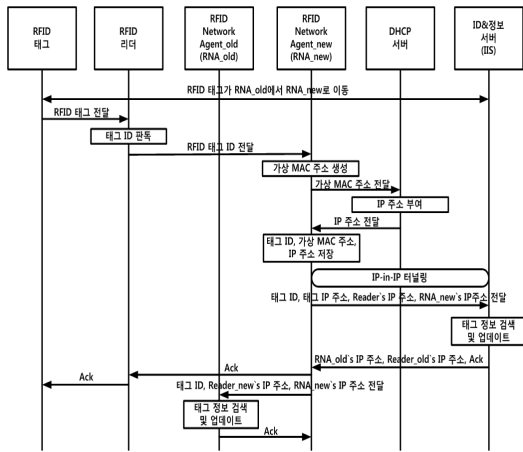 RFID
태그
RFID
리더
RFID
Network
Agent_old
(RNA_old)
RFID
Network
Agent_new
(RNA_new)
DHCP
서버
ID&정보
서버
(IIS)
RFID 태그가 RNA_old에서 RNA_new로 이동
RFID 태그 전달
태그 ID 판독
RFID 태그 ID 전달
가상 MAC 주소 생성
가상 MAC 주소 전달
IP 주소 부여
IP 주소 전달
태그 ID, 가상 MAC 주소,
IP 주소 저장
IP-in-IP 터널링
태그 ID, 태그 IP 주소, Reader`s IP 주소, RNA_new`s IP주소 전달
태그 정보 검색
및 업데이트
RNA_old`s IP 주소, Reader_old`s IP 주소, Ack
Ack
Ack
태그 ID, Reader_new`s IP 주소, RNA_new`s IP 주소 전달
태그 정보 검색
및 업데이트
Ack